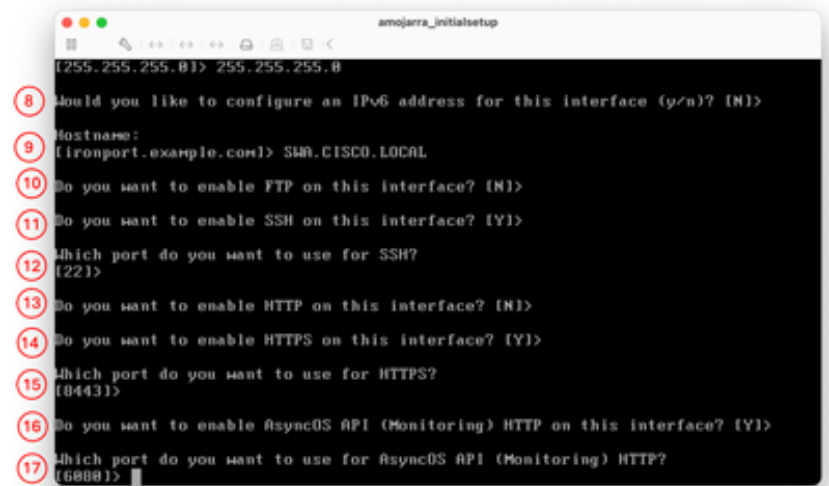 amojarra_initialsetup
[255.255.255.0]> 255.255.255.0
8 Would you like to configure an IPv6 address for this interface (y/n)? [N]>
Hostname:
9 [ironport.example.com]> SWA.CISCO.LOCAL
10 Do you want to enable FTP on this interface? [N]>
11 Do you want to enable SSH on this interface? [Y]>
12 Which port do you want to use for SSH?
[22]>
13 Do you want to enable HTTP on this interface? [N]>
14 Do you want to enable HTTPS on this interface? [Y]>
15 Which port do you want to use for HTTPS?
[8443]>
16 Do you want to enable AsyncOS API (Monitoring) HTTP on this interface? [Y]>
17 Which port do you want to use for AsyncOS API (Monitoring) HTTP?
[6080]>